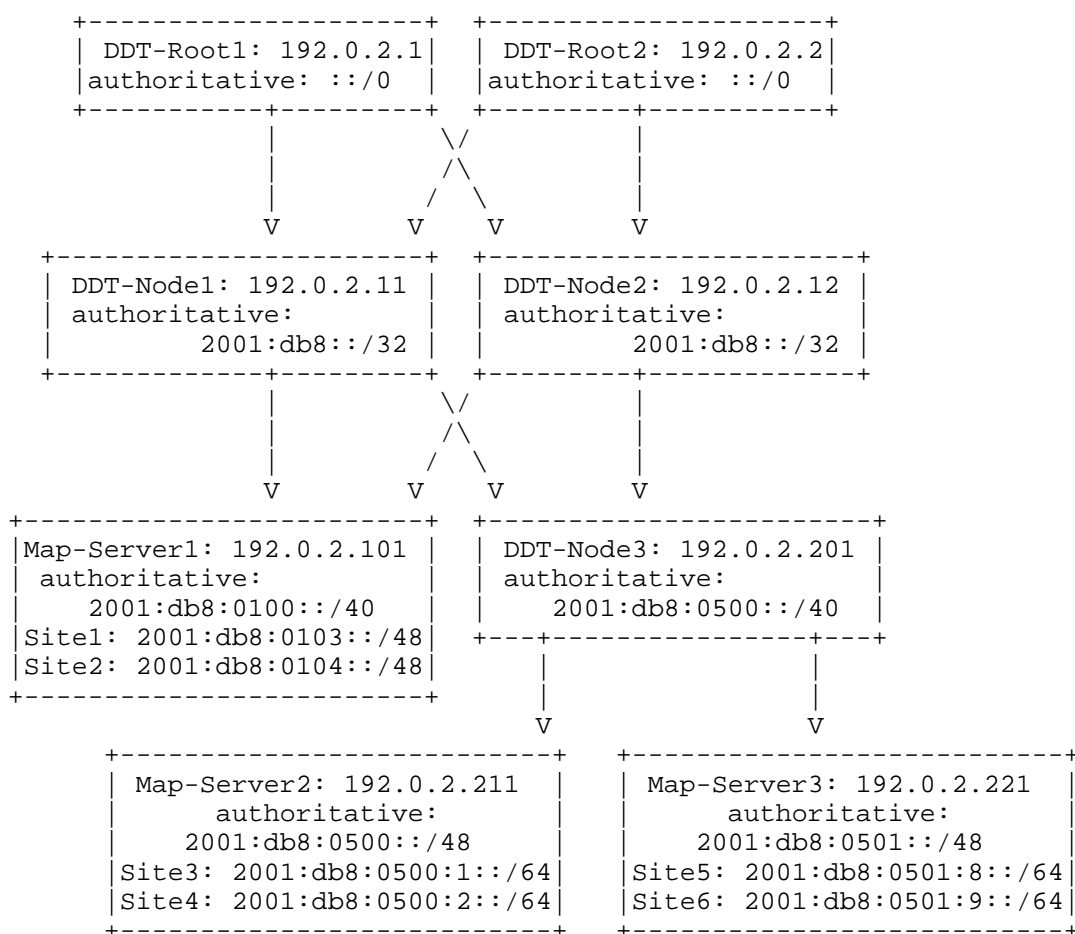 DDT-Root1: 192.0.2.1
DDT-Root2: 192.0.2.2
authoritative: ::/0
authoritative: ::/0
DDT-Node1: 192.0.2.11
authoritative:
2001:db8::/32
DDT-Node2: 192.0.2.12
authoritative:
2001:db8::/32
Map-Server1: 192.0.2.101
authoritative:
2001:db8:0100::/40
Site1: 2001:db8:0103::/48
Site2: 2001:db8:0104::/48
DDT-Node3: 192.0.2.201
authoritative:
2001:db8:0500::/40
Map-Server2: 192.0.2.211
authoritative:
2001:db8:0500::/48
Site3: 2001:db8:0500:1::/64
Site4: 2001:db8:0500:2::/64
Map-Server3: 192.0.2.221
authoritative:
2001:db8:0501::/48
Site5: 2001:db8:0501:8::/64
Site6: 2001:db8:0501:9::/64